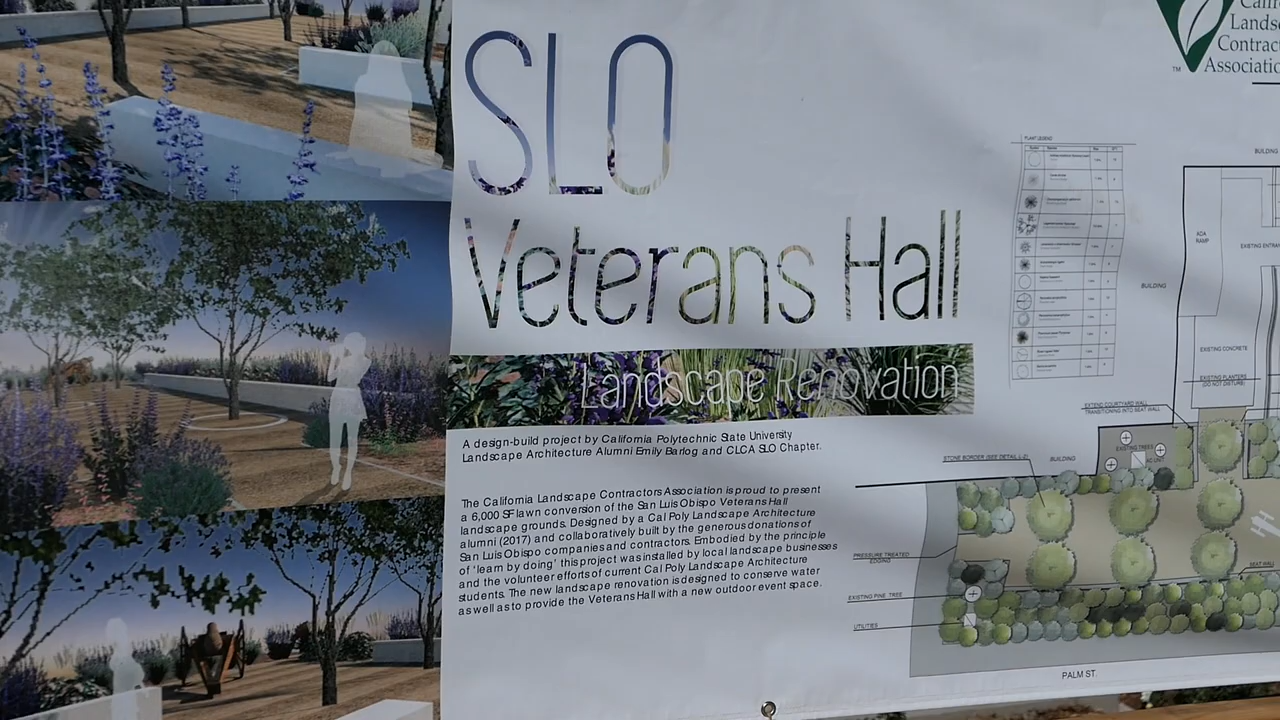 SLO
Veterans Hall
Landscape Renovation
A design-build project by California Polytechnic State University
Landscape Architecture Alumni Emily Barlog and CLCA SLO Chapter.
The California Landscape Contractors Association is proud to present
a 6,000 SF lawn conversion of the San Luis Obispo Veterans Hall
landscape grounds. Designed by a Cal Poly Landscape Architecture
alumni (2017) and collaboratively built by the generous donations of
San Luis Obispo companies and contractors. Embodied by the principle
of 'learn by doing' this project was installed by local landscape businesses
and the volunteer efforts of current Cal Poly Landscape Architecture
students. The new landscape renovation is designed to conserve water
as well as to provide the Veterans Hall with a new outdoor event space.
Califor
Landsc
Contrac
Associatio
TM
PLANT LEGEND
BUILDING
ADA
RAMP
EXISTING ENTRAN
BUILDING
EXISTING CONCRETE
EXISTING PLANTERS
(DO NOT DISTURB)
EXTEND COURTYARD WALL
TRANSITIONING INTO SEAT WALL
STONE BORDER (SEE DETAIL L-2)
BUILDING
EXISTING TREES
PRESSURE TREATED
EDGING
SEAT WALL
EXISTING PINE TREE
UTILITIES
PALM ST.